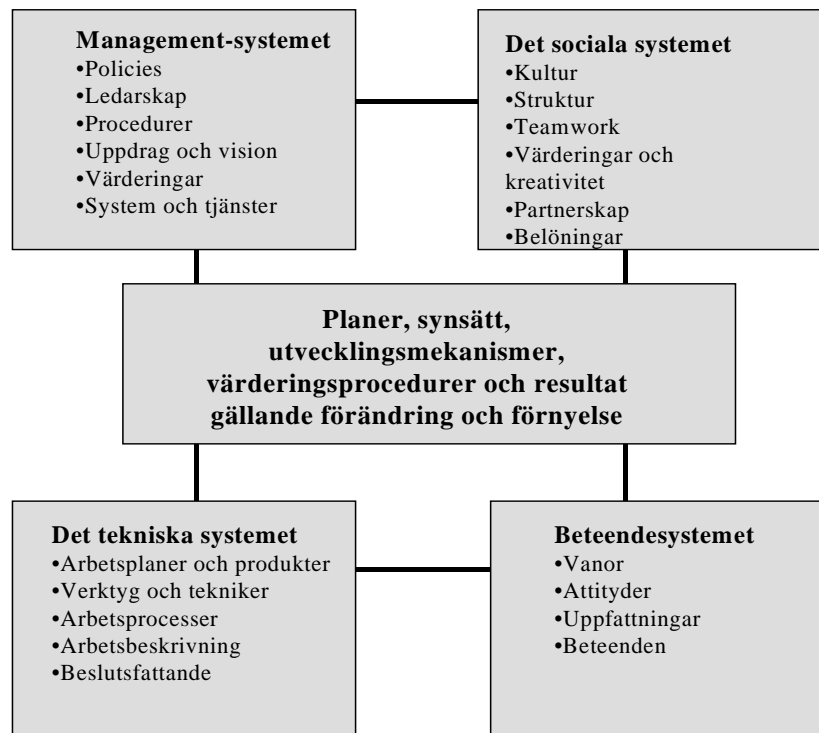 Management-systemet
•Policies
•Ledarskap
•Procedurer
•Uppdrag och vision
•Värderingar
•System och tjänster
Det sociala systemet
•Kultur
•Struktur
•Teamwork
•Värderingar och
kreativitet
•Partnerskap
•Belöningar
Planer, synsätt,
utvecklingsmekanismer,
värderingsprocedurer och resultat
gällande förändring och förnyelse
Det tekniska systemet
•Arbetsplaner och produkter
•Verktyg och tekniker
•Arbetsprocesser
•Arbetsbeskrivning
•Beslutsfattande
Beteendesystemet
•Vanor
•Attityder
•Uppfattningar
•Beteenden